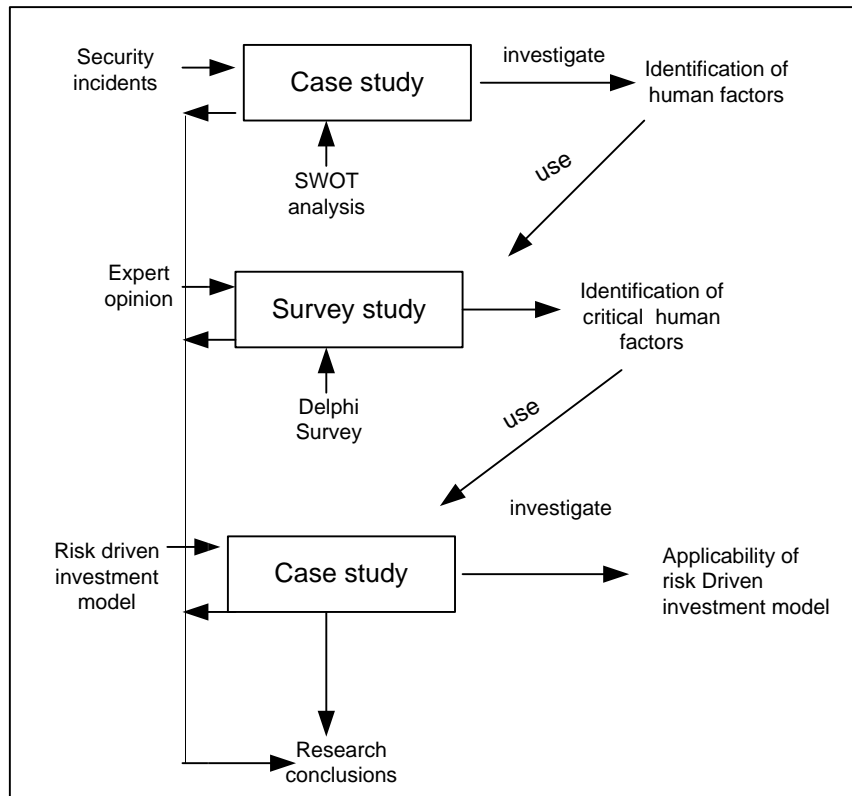 Security
incidents
Case study
investigate
Identification of
human factors
SWOT
analysis
use
Expert
opinion
Survey study
Identification of
critical human
factors
Delphi
Survey
use
investigate
Risk driven
investment
model
Case study
Applicability of
risk Driven
investment model
Research
conclusions